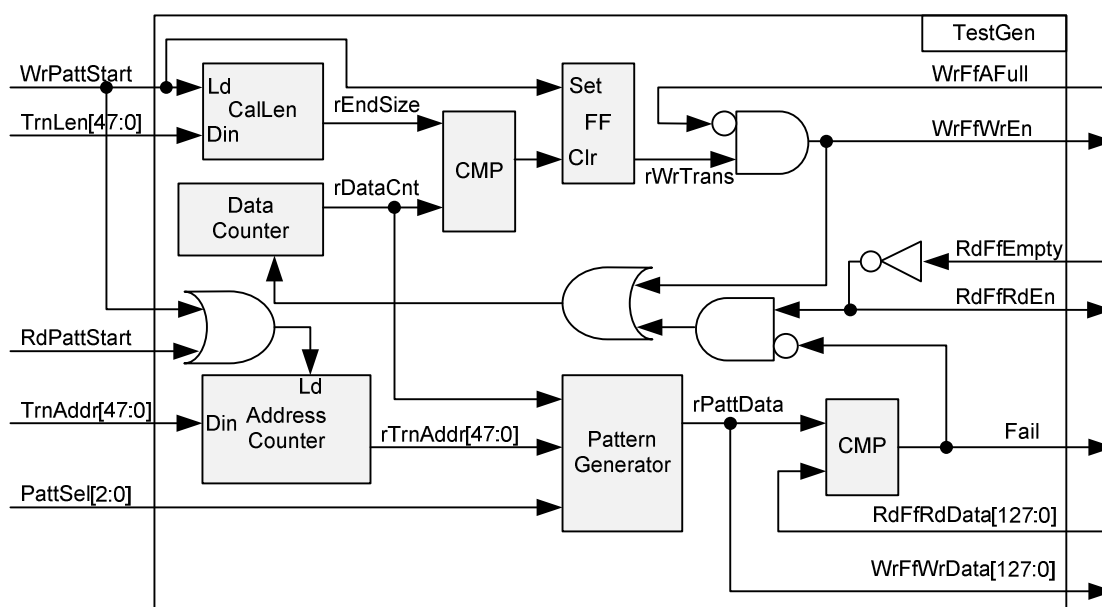 TestGen
WrPattStart
WrFfAFull
Ld
CalLen
Din
rEndSize
Set
FF
Clr
TrnLen[47:0]
WrFfWrEn
CMP
rWrTrans
rDataCnt
Data
Counter
RdFfEmpty
RdFfRdEn
RdPattStart
Ld
TrnAddr[47:0]
Din
Address
Counter
rTrnAddr[47:0]
Pattern
Generator
rPattData
CMP
Fail
PattSel[2:0]
RdFfRdData[127:0]
WrFfWrData[127:0]